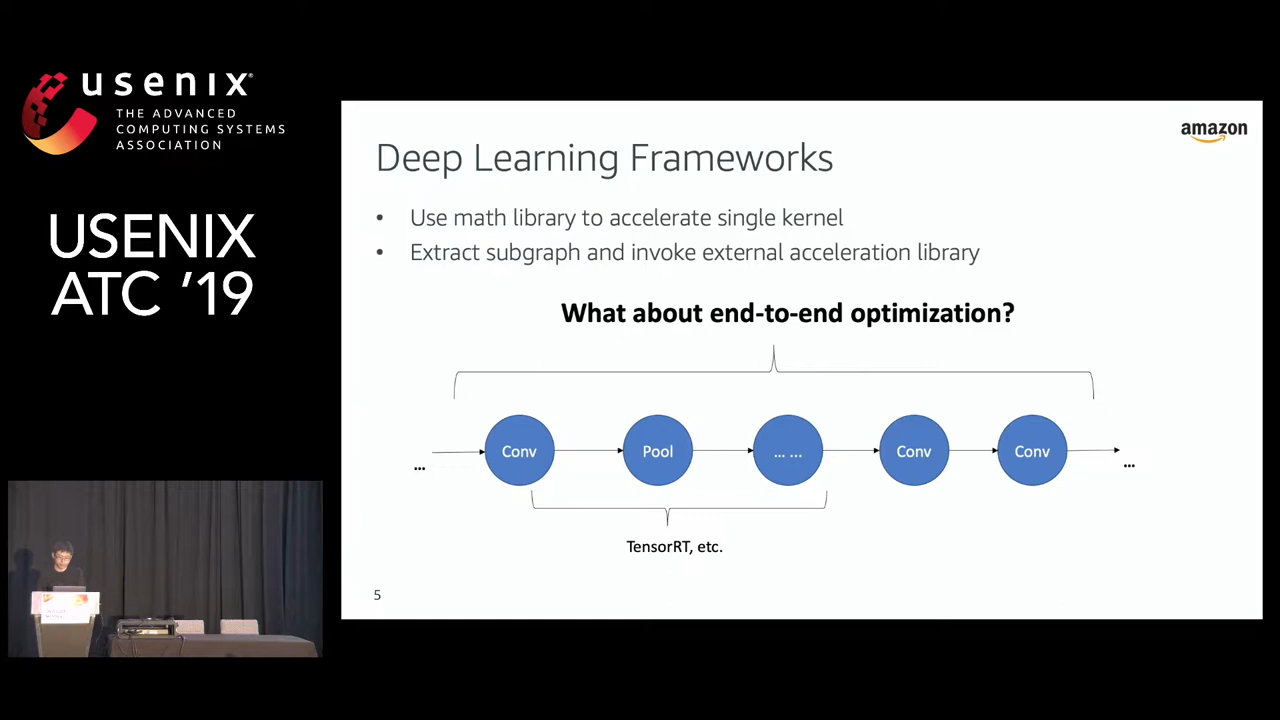 usenix
THE ADVANCED
COMPUTING SYSTEMS
ASSOCIATION
USENIX
ATC '19
amazon
Deep Learning Frameworks
• Use math library to accelerate single kernel
• Extract subgraph and invoke external acceleration library
What about end-to-end optimization?
... Conv Pool ... ... Conv Conv ...
TensorRT, etc.
5